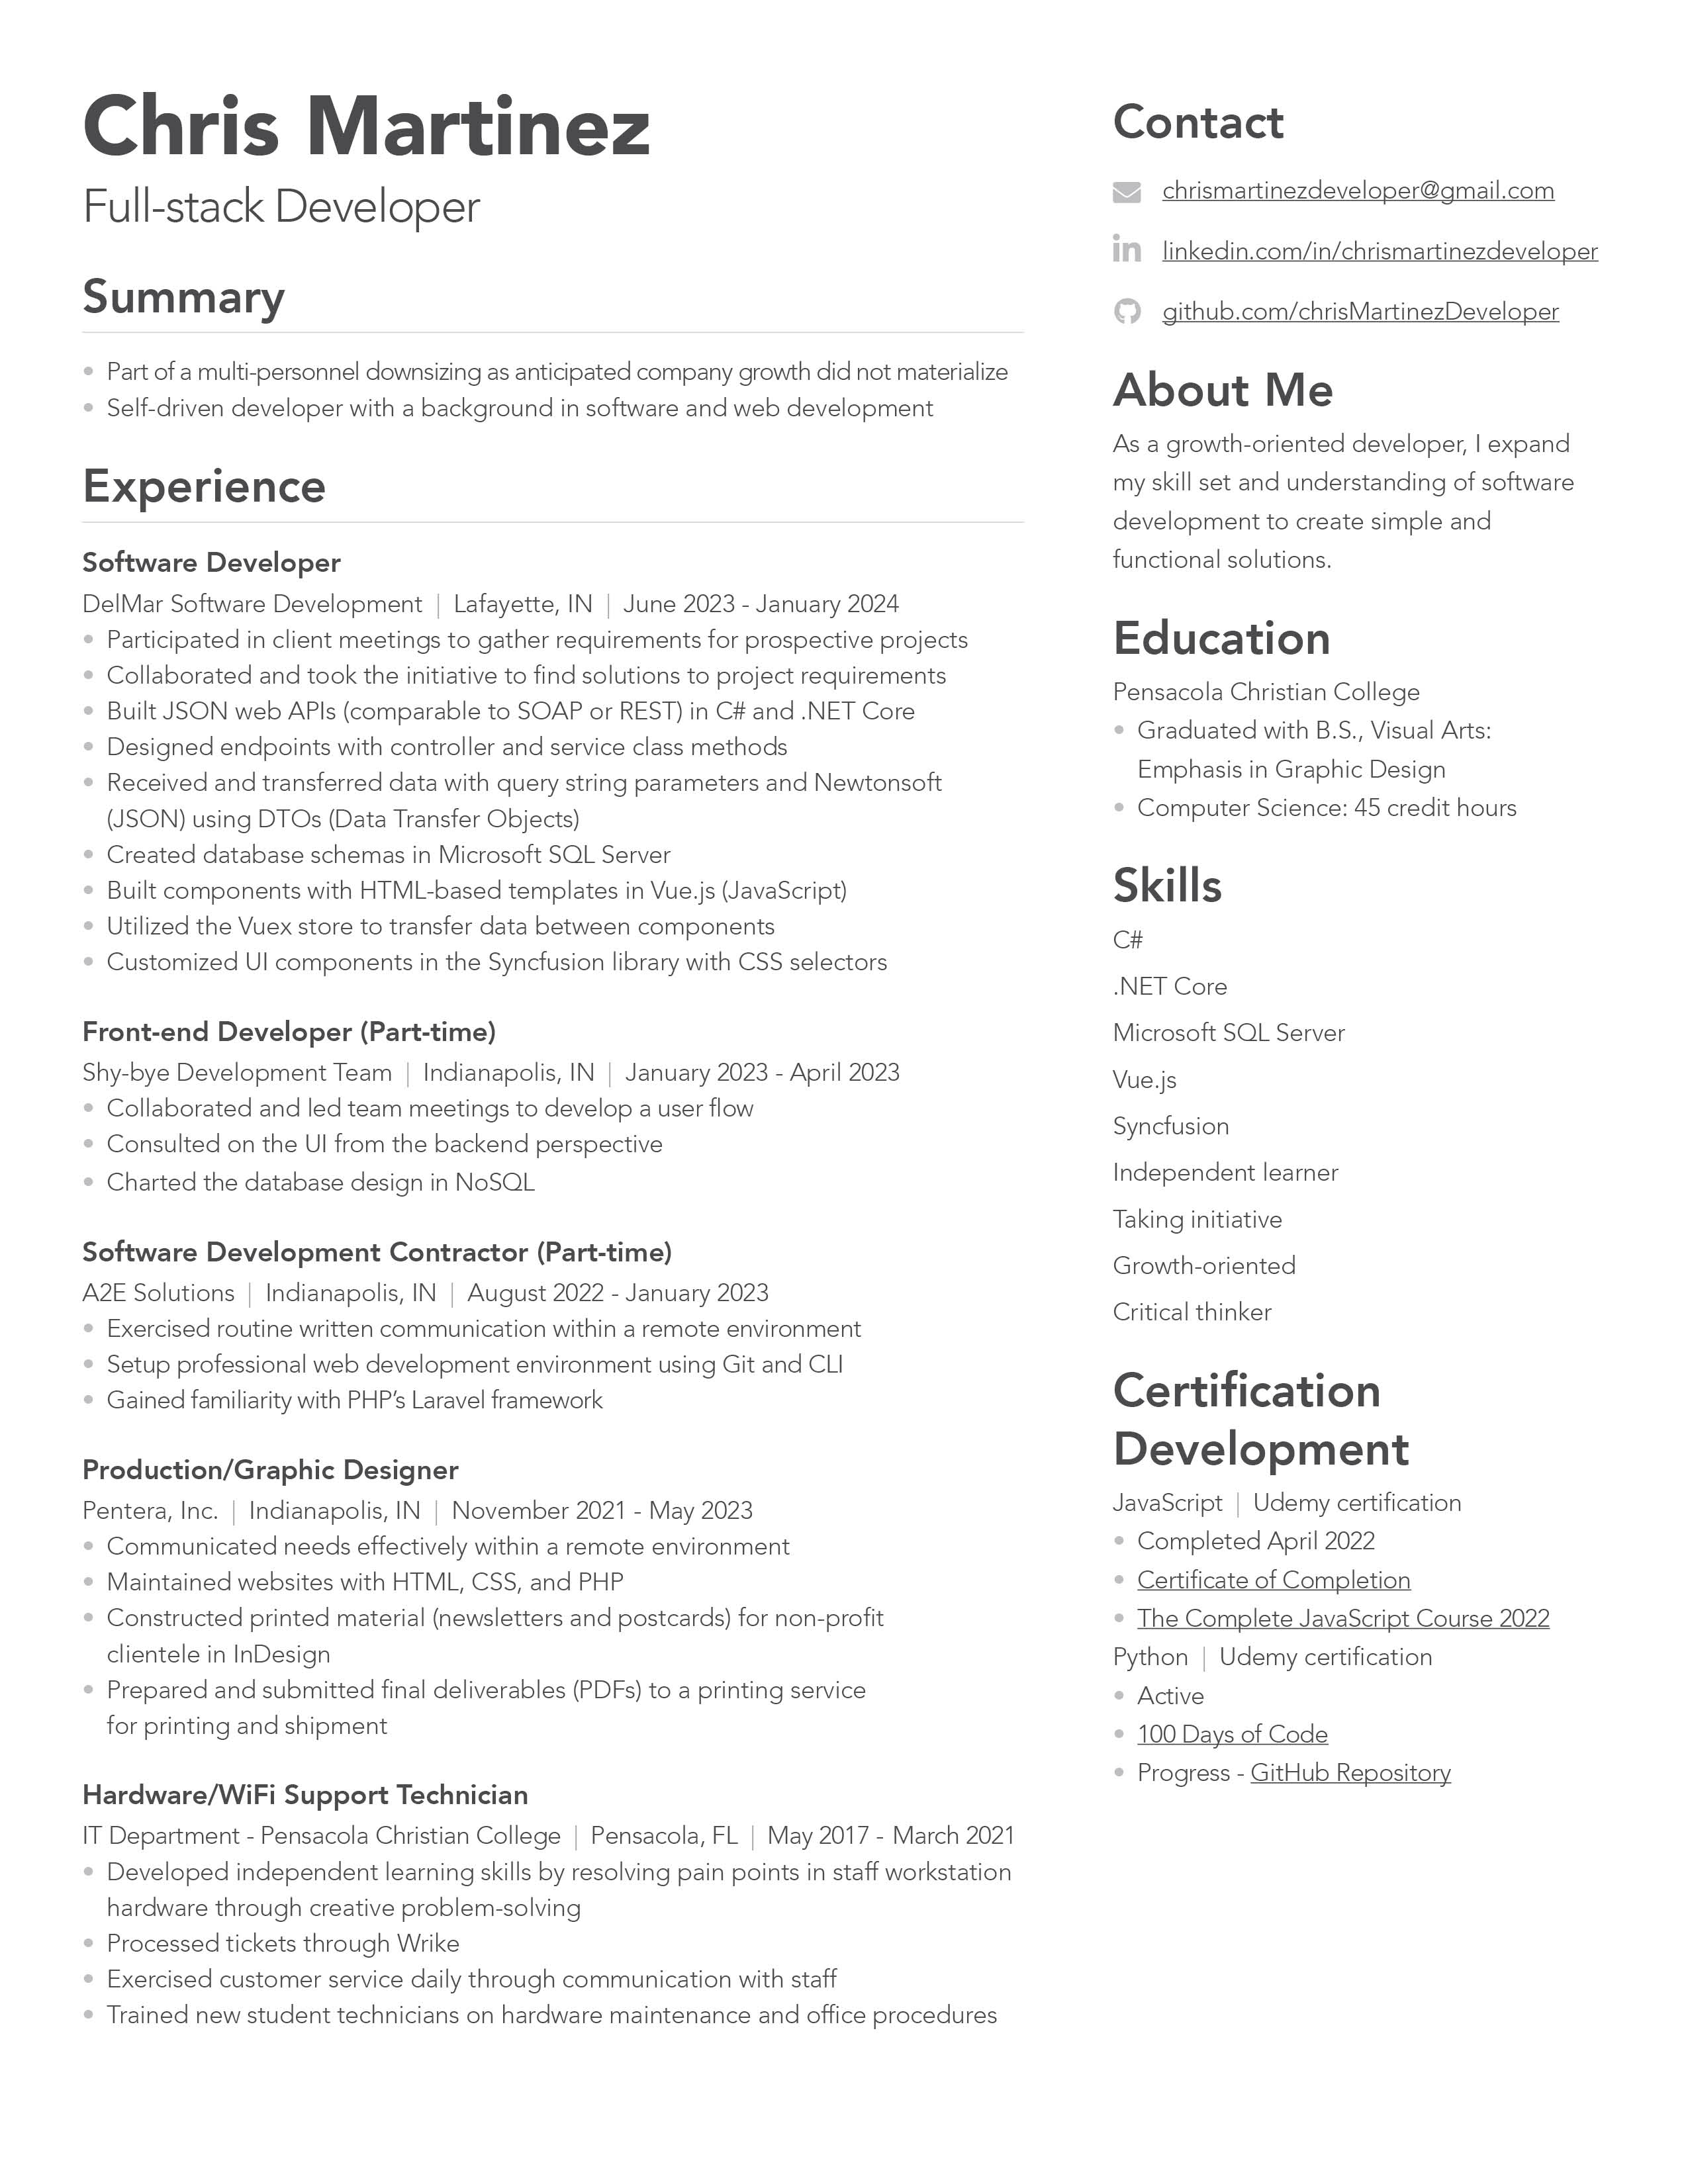 Chris Martinez
Full-stack Developer
Summary
• Part of a multi-personnel downsizing as anticipated company growth did not materialize
• Self-driven developer with a background in software and web development
Experience
Software Developer
DelMar Software Development | Lafayette, IN | June 2023 - January 2024
• Participated in client meetings to gather requirements for prospective projects
• Collaborated and took the initiative to find solutions to project requirements
• Built JSON web APIs (comparable to SOAP or REST) in C# and .NET Core
• Designed endpoints with controller and service class methods
• Received and transferred data with query string parameters and Newtonsoft
(JSON) using DTOs (Data Transfer Objects)
• Created database schemas in Microsoft SQL Server
• Built components with HTML-based templates in Vue.js (JavaScript)
• Utilized the Vuex store to transfer data between components
• Customized UI components in the Syncfusion library with CSS selectors
Front-end Developer (Part-time)
Shy-bye Development Team | Indianapolis, IN | January 2023 - April 2023
• Collaborated and led team meetings to develop a user flow
• Consulted on the UI from the backend perspective
• Charted the database design in NoSQL
Software Development Contractor (Part-time)
A2E Solutions | Indianapolis, IN | August 2022 - January 2023
• Exercised routine written communication within a remote environment
• Setup professional web development environment using Git and CLI
• Gained familiarity with PHP’s Laravel framework
Production/Graphic Designer
Pentera, Inc. | Indianapolis, IN | November 2021 - May 2023
• Communicated needs effectively within a remote environment
• Maintained websites with HTML, CSS, and PHP
• Constructed printed material (newsletters and postcards) for non-profit
clientele in InDesign
• Prepared and submitted final deliverables (PDFs) to a printing service
for printing and shipment
Hardware/WiFi Support Technician
IT Department - Pensacola Christian College | Pensacola, FL | May 2017 - March 2021
• Developed independent learning skills by resolving pain points in staff workstation
hardware through creative problem-solving
• Processed tickets through Wrike
• Exercised customer service daily through communication with staff
• Trained new student technicians on hardware maintenance and office procedures
Contact
chrismartinezdeveloper@gmail.com
linkedin.com/in/chrismartinezdeveloper
github.com/chrisMartinezDeveloper
About Me
As a growth-oriented developer, I expand
my skill set and understanding of software
development to create simple and
functional solutions.
Education
Pensacola Christian College
• Graduated with B.S., Visual Arts:
Emphasis in Graphic Design
• Computer Science: 45 credit hours
Skills
C#
.NET Core
Microsoft SQL Server
Vue.js
Syncfusion
Independent learner
Taking initiative
Growth-oriented
Critical thinker
Certification
Development
JavaScript | Udemy certification
• Completed April 2022
• Certificate of Completion
• The Complete JavaScript Course 2022
Python | Udemy certification
• Active
• 100 Days of Code
• Progress - GitHub Repository